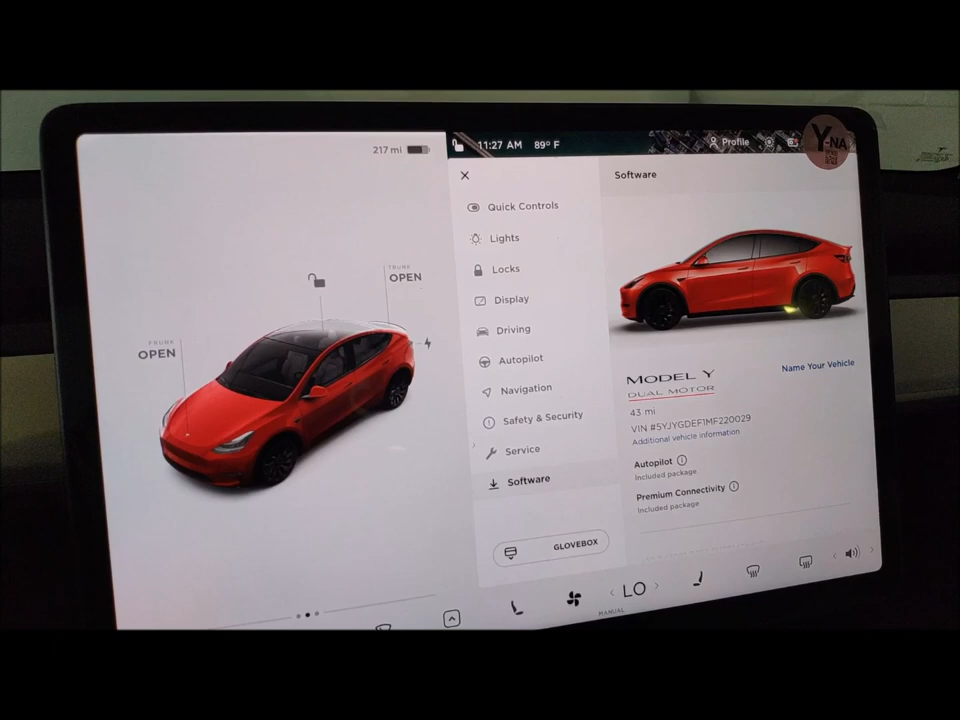 217 mi
11:27 AM 89° F
Profile
Y-NA
FRUNK
OPEN
TRUNK
OPEN
Quick Controls
Lights
Locks
Display
Driving
Autopilot
Navigation
Safety & Security
Service
Software
GLOVEBOX
Software
MODEL Y
DUAL MOTOR
Name Your Vehicle
43 mi
VIN #5YJYGDEF1MF220029
Additional vehicle information
Autopilot
Included package
Premium Connectivity
Included package
LO
MANUAL